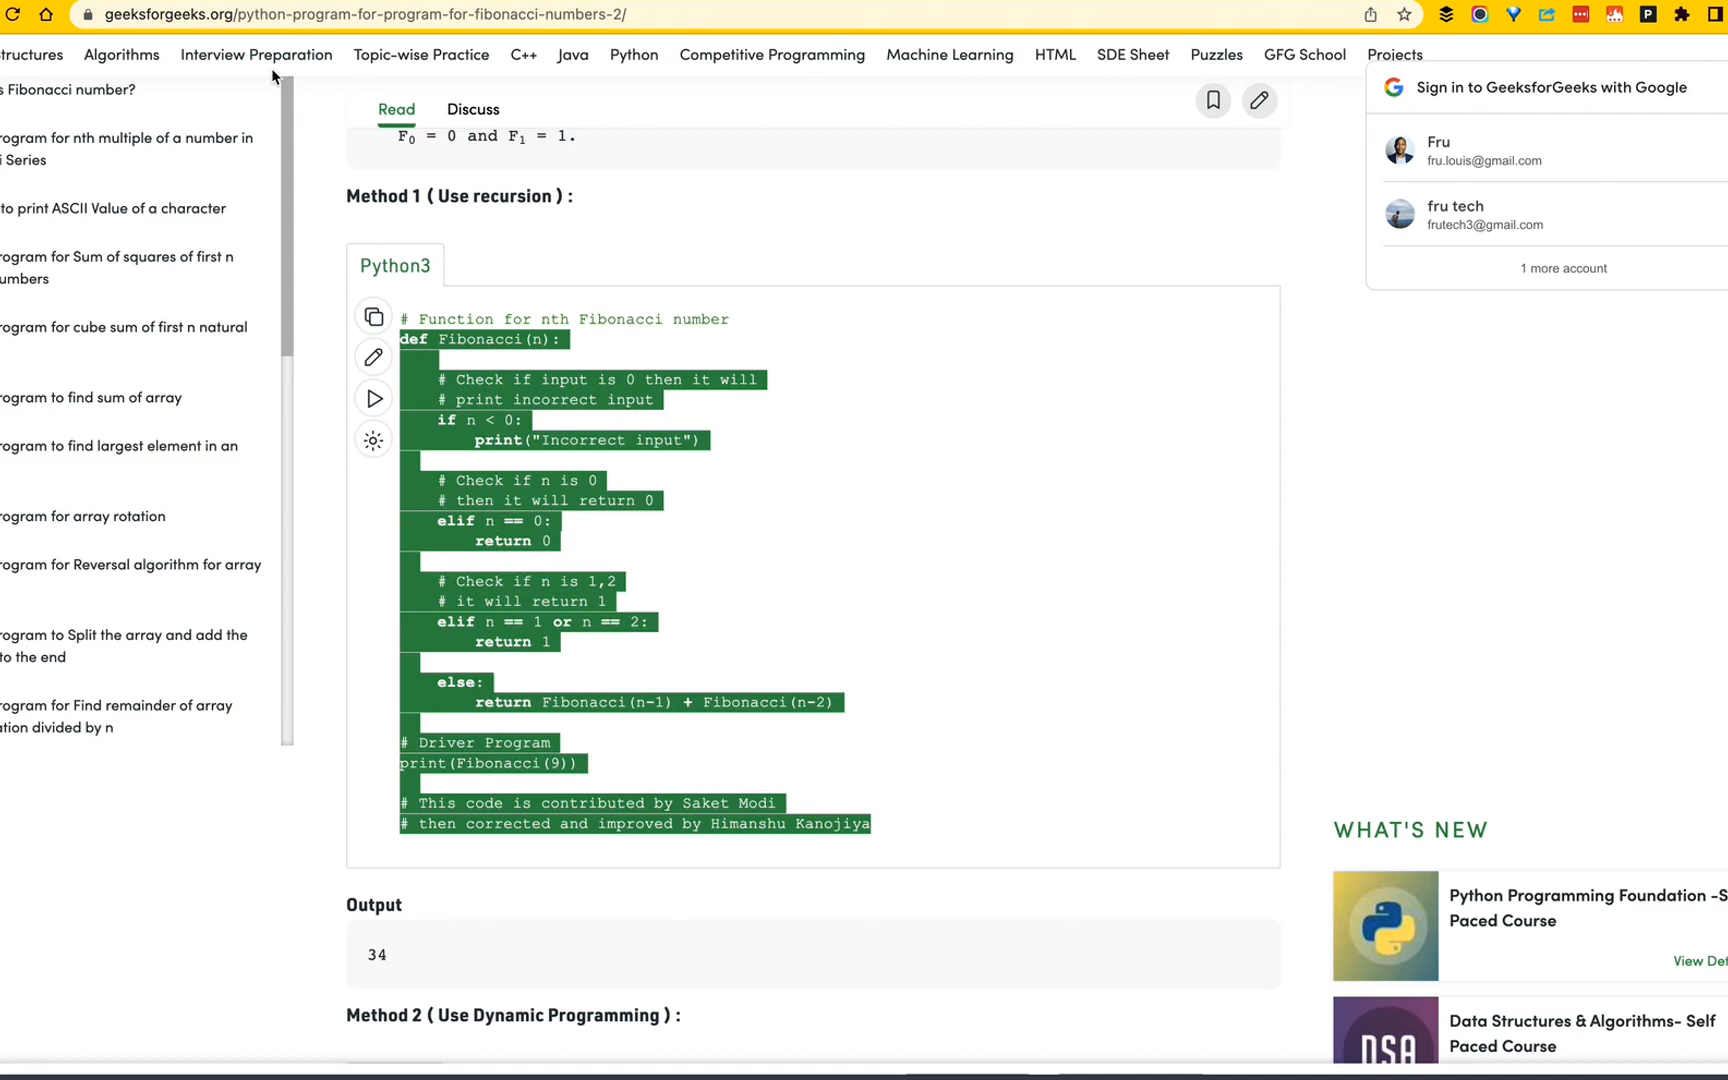 geeksforgeeks.org/python-program-for-program-for-fibonacci-numbers-2/
tructures Algorithms Interview Preparation Topic-wise Practice C++ Java Python Competitive Programming Machine Learning HTML SDE Sheet Puzzles GFG School Projects
s Fibonacci number?
rogram for nth multiple of a number in
i Series
to print ASCII Value of a character
rogram for Sum of squares of first n
umbers
rogram for cube sum of first n natural
rogram to find sum of array
rogram to find largest element in an
rogram for array rotation
rogram for Reversal algorithm for array
rogram to Split the array and add the
to the end
rogram for Find remainder of array
ation divided by n
Read Discuss
F₀ = 0 and F₁ = 1.
Method 1 ( Use recursion ) :
Python3
# Function for nth Fibonacci number
def Fibonacci(n):
# Check if input is 0 then it will
# print incorrect input
if n < 0:
print("Incorrect input")
# Check if n is 0
# then it will return 0
elif n == 0:
return 0
# Check if n is 1,2
# it will return 1
elif n == 1 or n == 2:
return 1
else:
return Fibonacci(n-1) + Fibonacci(n-2)
# Driver Program
print(Fibonacci(9))
# This code is contributed by Saket Modi
# then corrected and improved by Himanshu Kanojiya
Output
34
Method 2 ( Use Dynamic Programming ) :
Sign in to GeeksforGeeks with Google
Fru
fru.louis@gmail.com
fru tech
frutech3@gmail.com
1 more account
WHAT'S NEW
Python Programming Foundation -S
Paced Course
View Det
DSA
Data Structures & Algorithms- Self
Paced Course